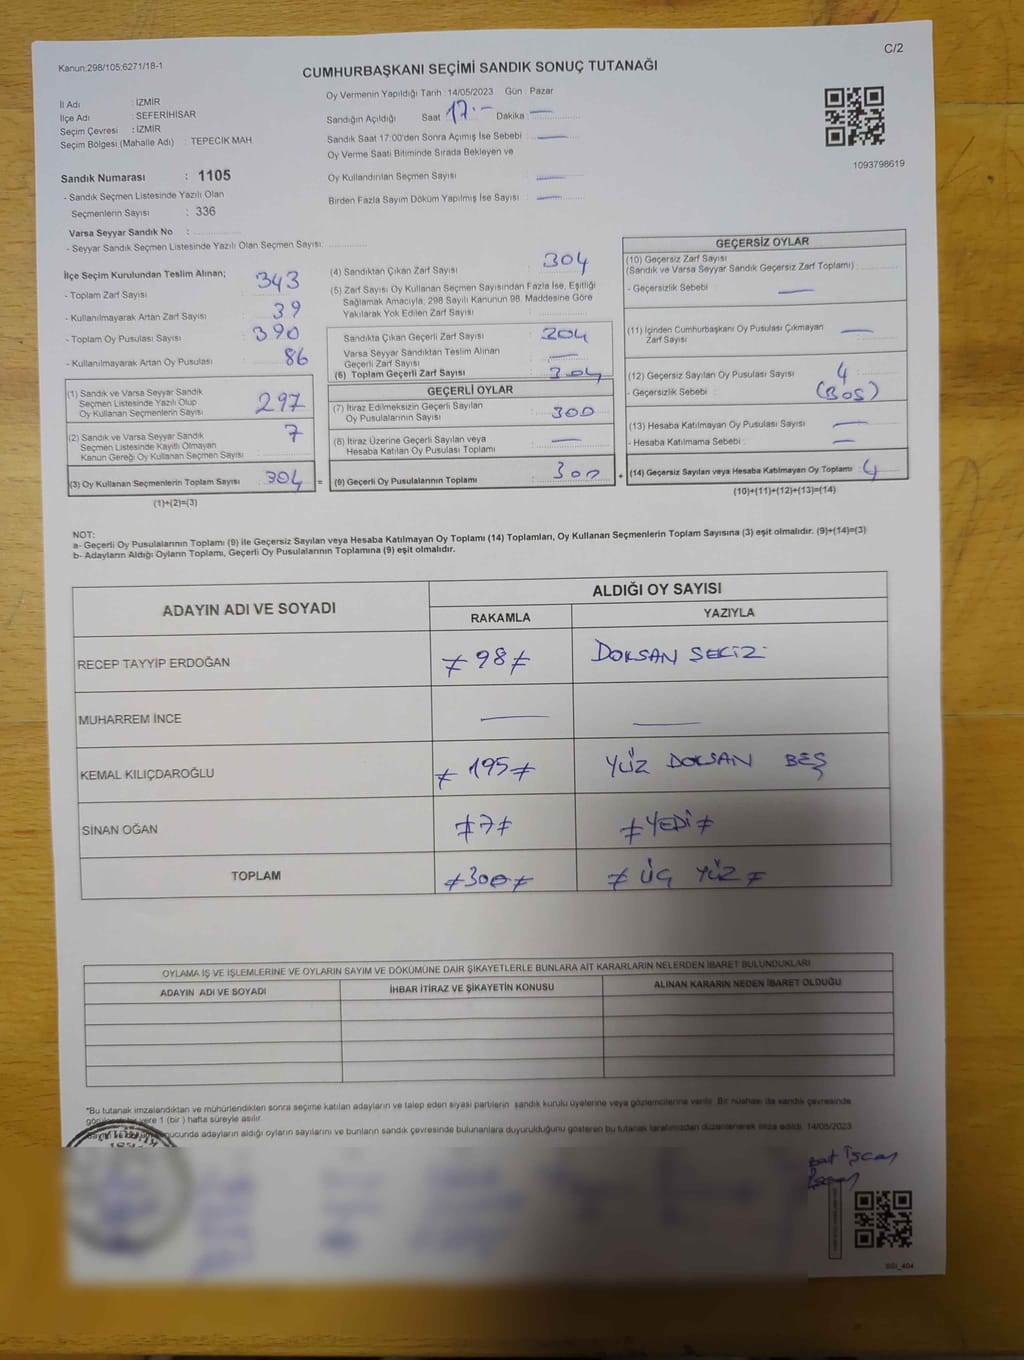 Kanun;298/105,6271/18-1
C/2
CUMHURBAŞKANI SEÇİMİ SANDIK SONUÇ TUTANAĞI
İl Adı : İZMİR
İlçe Adı : SEFERİHİSAR
Seçim Çevresi : İZMİR
Seçim Bölgesi (Mahalle Adı) : TEPECİK MAH
Sandık Numarası : 1105
- Sandık Seçmen Listesinde Yazılı Olan
Seçmenlerin Sayısı : 336
Varsa Seyyar Sandık No :
- Seyyar Sandık Seçmen Listesinde Yazılı Olan Seçmen Sayısı:
Oy Vermenin Yapıldığı Tarih : 14/05/2023 Gün : Pazar
Sandığın Açıldığı Saat 17.- Dakika —
Sandık Saat 17:00'den Sonra Açımış İse Sebebi —
Oy Verme Saati Bitiminde Sırada Bekleyen ve
Oy Kullandırılan Seçmen Sayısı —
Birden Fazla Sayım Döküm Yapılmış İse Sayısı —
1093798619
İlçe Seçim Kurulundan Teslim Alınan;
- Toplam Zarf Sayısı 343
- Kullanılmayarak Artan Zarf Sayısı 39
- Toplam Oy Pusulası Sayısı 390
- Kullanılmayarak Artan Oy Pusulası 86
(1) Sandık ve Varsa Seyyar Sandık
Seçmen Listesinde Yazılı Olup
Oy Kullanan Seçmenlerin Sayısı 297
(2) Sandık ve Varsa Seyyar Sandık
Seçmen Listesinde Kayıtlı Olmayan
Kanun Gereği Oy Kullanan Seçmen Sayısı 7
(3) Oy Kullanan Seçmenlerin Toplam Sayısı 304 =
(1)+(2)=(3)
(4) Sandıktan Çıkan Zarf Sayısı 304
(5) Zarf Sayısı Oy Kullanan Seçmen Sayısından Fazla İse, Eşitliği
Sağlamak Amacıyla, 298 Sayılı Kanunun 98. Maddesine Göre
Yakılarak Yok Edilen Zarf Sayısı
Sandıkta Çıkan Geçerli Zarf Sayısı 304
Varsa Seyyar Sandıktan Teslim Alınan
Geçerli Zarf Sayısı —
(6) Toplam Geçerli Zarf Sayısı 304
GEÇERLİ OYLAR
(7) İtiraz Edilmeksizin Geçerli Sayılan
Oy Pusulalarının Sayısı 300
(8) İtiraz Üzerine Geçerli Sayılan veya
Hesaba Katılan Oy Pusulası Toplamı —
(9) Geçerli Oy Pusulalarının Toplamı 300 +
GEÇERSİZ OYLAR
(10) Geçersiz Zarf Sayısı
(Sandık ve Varsa Seyyar Sandık Geçersiz Zarf Toplamı)
- Geçersizlik Sebebi : —
(11) İçinden Cumhurbaşkanı Oy Pusulası Çıkmayan
Zarf Sayısı —
(12) Geçersiz Sayılan Oy Pusulası Sayısı 4
- Geçersizlik Sebebi : (BOŞ)
(13) Hesaba Katılmayan Oy Pusulası Sayısı —
- Hesaba Katılmama Sebebi : —
(14) Geçersiz Sayılan veya Hesaba Katılmayan Oy Toplamı 4
(10)+(11)+(12)+(13)=(14)
NOT:
a- Geçerli Oy Pusulalarının Toplamı (9) ile Geçersiz Sayılan veya Hesaba Katılmayan Oy Toplamı (14) Toplamları, Oy Kullanan Seçmenlerin Toplam Sayısına (3) eşit olmalıdır. (9)+(14)=(3)
b- Adayların Aldığı Oyların Toplamı, Geçerli Oy Pusulalarının Toplamına (9) eşit olmalıdır.
ADAYIN ADI VE SOYADI
ALDIĞI OY SAYISI
RAKAMLA YAZIYLA
RECEP TAYYİP ERDOĞAN ≠ 98 ≠ DOKSAN SEKİZ
MUHARREM İNCE — —
KEMAL KILIÇDAROĞLU ≠ 195 ≠ YÜZ DOKSAN BEŞ
SİNAN OĞAN ≠ 7 ≠ ≠ YEDİ ≠
TOPLAM ≠ 300 ≠ ≠ ÜÇ YÜZ ≠
OYLAMA İŞ VE İŞLEMLERİNE VE OYLARIN SAYIM VE DÖKÜMÜNE DAİR ŞİKAYETLERLE BUNLARA AİT KARARLARIN NELERDEN İBARET BULUNDUKLARI
ADAYIN ADI VE SOYADI İHBAR İTİRAZ VE ŞİKAYETİN KONUSU ALINAN KARARIN NEDEN İBARET OLDUĞU
*Bu tutanak imzalandıktan ve mühürlendikten sonra seçime katılan adayların ve talep eden siyasi partilerin sandık kurulu üyelerine veya gözlemcilerine verilir. Bir nüshası da sandık çevresinde
görülecek bir yere 1 (bir) hafta süreyle asılır.
sonucunda adayların aldığı oyların sayılarını ve bunların sandık çevresinde bulunanlara duyurulduğunu gösteren bu tutanak tarafımızdan düzenlenerek imza edildi. 14/05/2023
İşcan
İşcan
SSI_404